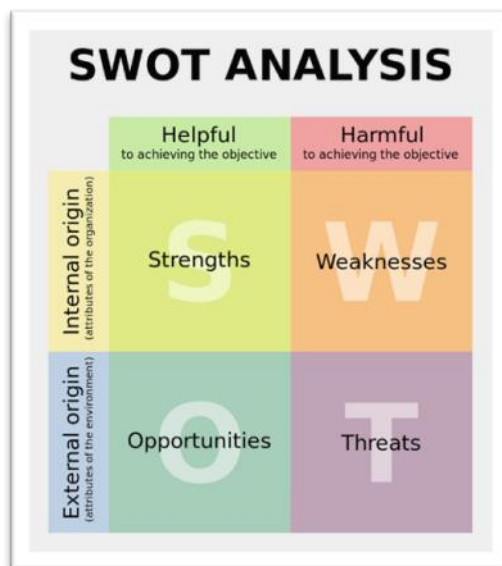 SWOT ANALYSIS
Helpful
to achieving the objective
Harmful
to achieving the objective
Internal origin
(attributes of the organization)
S
Strengths
W
Weaknesses
External origin
(attributes of the environment)
O
Opportunities
T
Threats